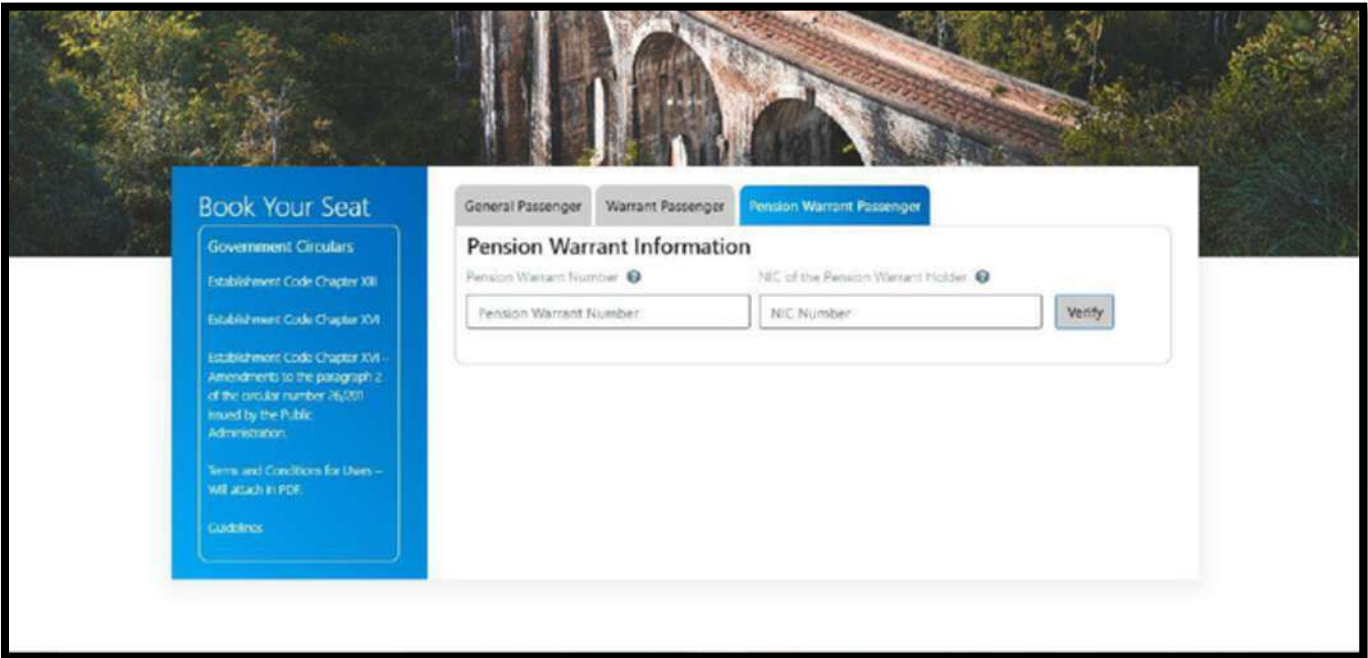 Book Your Seat
Government Circulars
Establishment Code Chapter XIII
Establishment Code Chapter XVI
Establishment Code Chapter XVI –
Amendments to the paragraph 2
of the circular number 26/201
issued by the Public
Administration.
Terms and Conditions for Users –
Will attach in PDF.
Guidelines
General Passenger
Warrant Passenger
Pension Warrant Passenger
Pension Warrant Information
Pension Warrant Number ?
NIC of the Pension Warrant Holder ?
Pension Warrant Number
NIC Number
Verify